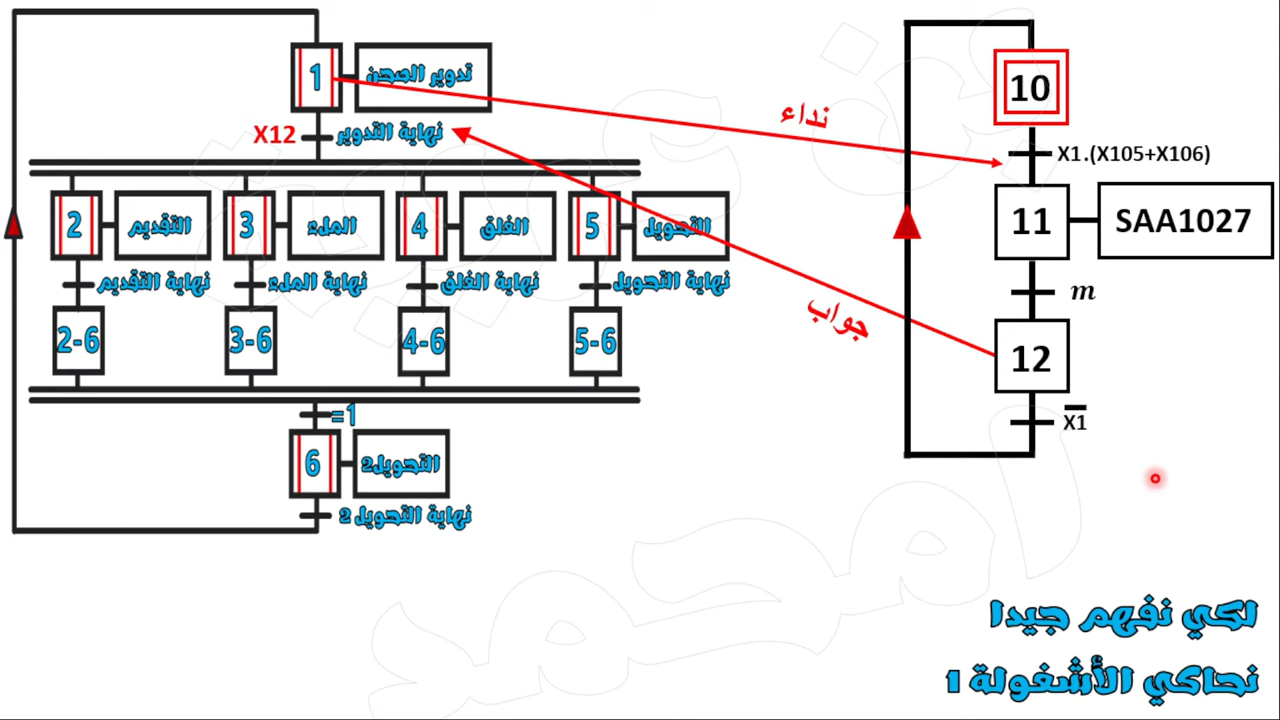 1 تدوير الصحن
X12 نهاية التدوير
2 التقديم 3 الملء 4 الغلق 5 التحويل
نهاية التقديم نهاية الملء نهاية الغلق نهاية التحويل
2-6 3-6 4-6 5-6
=1
6 التحويل2
نهاية التحويل 2
نداء
جواب
10
X1.(X105+X106)
11 SAA1027
m
12
X̅1̅
لكي نفهم جيدا
نحاكي الأشغولة 1